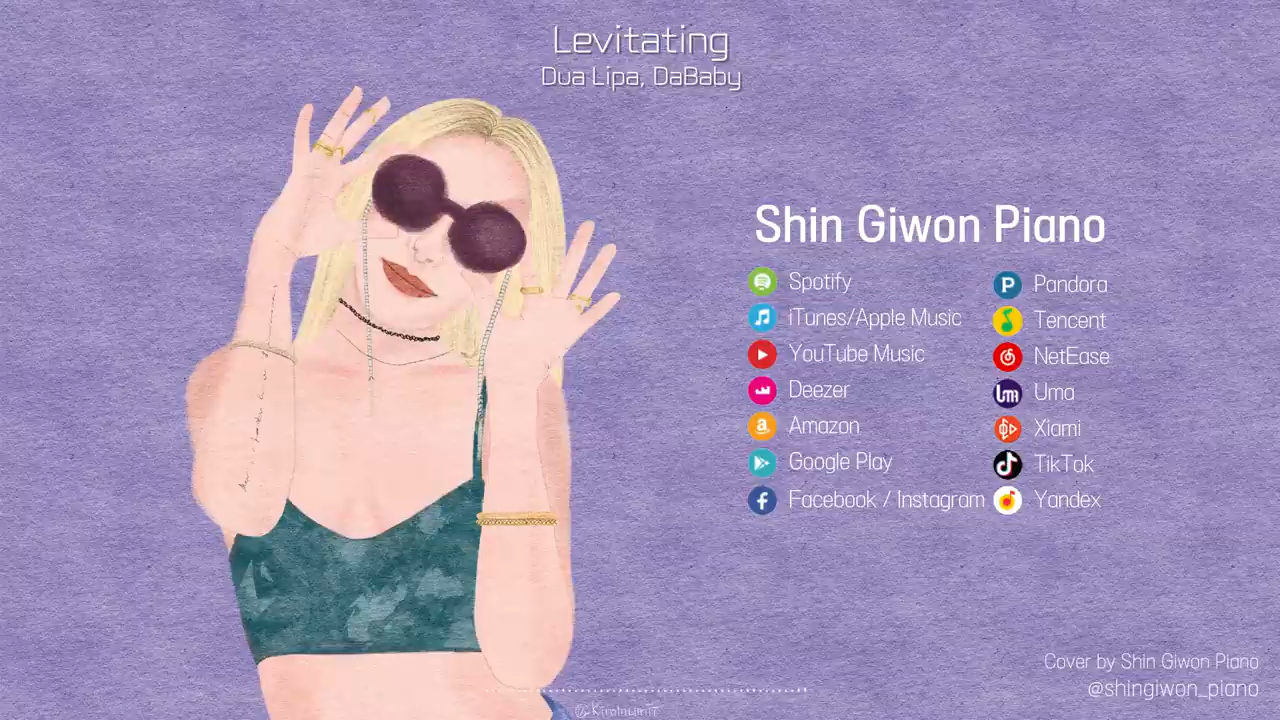 Levitating
Dua Lipa, DaBaby
Shin Giwon Piano
Spotify
iTunes/Apple Music
YouTube Music
Deezer
Amazon
Google Play
Facebook / Instagram
Pandora
Tencent
NetEase
Uma
Xiami
TikTok
Yandex
Cover by Shin Giwon Piano
@shingiwon_piano